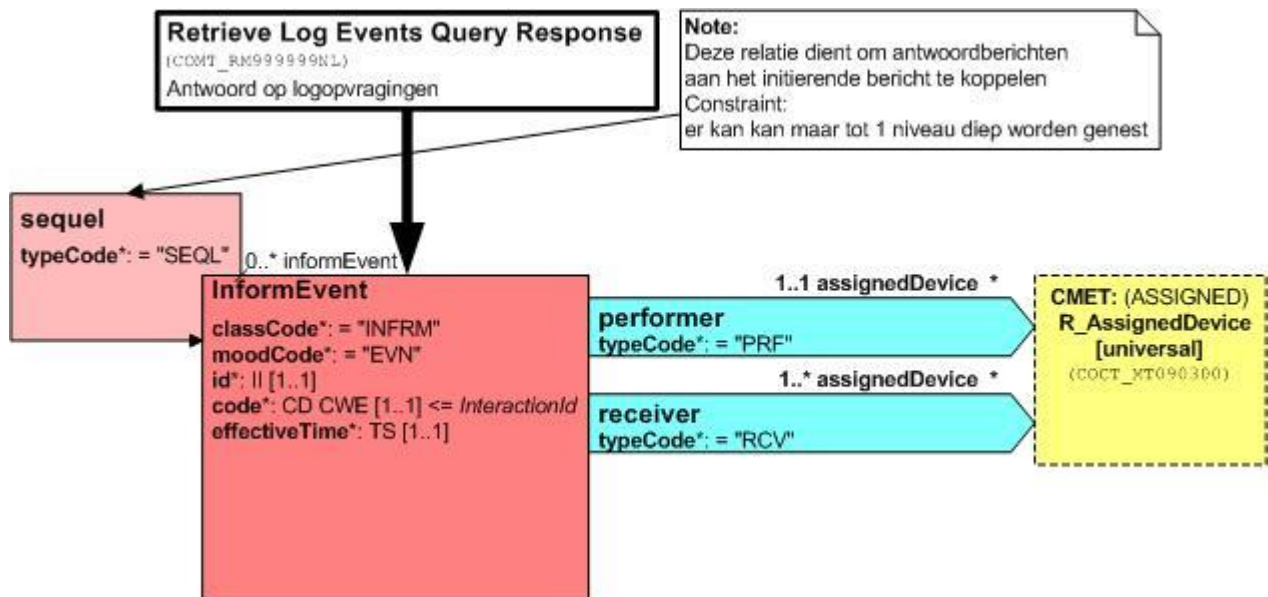 Retrieve Log Events Query Response
(COMT_RM999999NL)
Antwoord op logopvragingen
Note:
Deze relatie dient om antwoordberichten
aan het initierende bericht te koppelen
Constraint:
er kan kan maar tot 1 niveau diep worden genest
sequel
typeCode*: = "SEQL"
0..* informEvent
InformEvent
classCode*: = "INFRM"
moodCode*: = "EVN"
id*: II [1..1]
code*: CD CWE [1..1] <= InteractionId
effectiveTime*: TS [1..1]
1..1 assignedDevice *
performer
typeCode*: = "PRF"
1..* assignedDevice *
receiver
typeCode*: = "RCV"
CMET: (ASSIGNED)
R_AssignedDevice
[universal]
(COCT_MT090300)